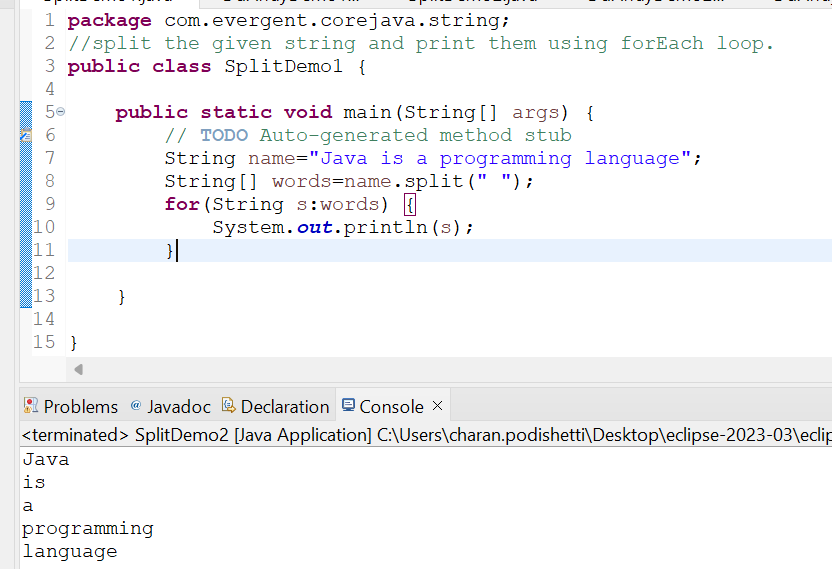 1 package com.evergent.corejava.string;
2 //split the given string and print them using forEach loop.
3 public class SplitDemo1 {
4
5 public static void main(String[] args) {
6 // TODO Auto-generated method stub
7 String name="Java is a programming language";
8 String[] words=name.split(" ");
9 for(String s:words) {
10 System.out.println(s);
11 }
12
13 }
14
15 }
Problems @ Javadoc Declaration Console
<terminated> SplitDemo2 [Java Application] C:\Users\charan.podishetti\Desktop\eclipse-2023-03\eclip
Java
is
a
programming
language